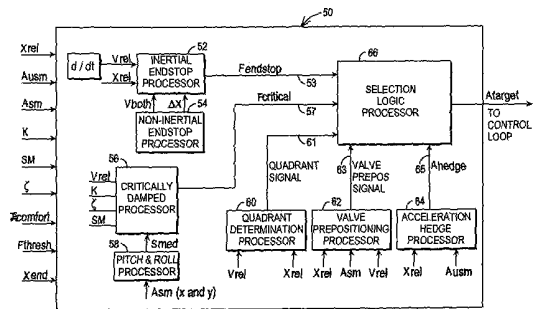 50
Xrel
Ausm
Asm
K
SM
ζ
Fthresh
Xend
d / dt
Vrel
Xrel
52
INERTIAL
ENDSTOP
PROCESSOR
Vboth
ΔX
54
NON-INERTIAL
ENDSTOP
PROCESSOR
Fendstop
53
Fcritical
57
61
QUADRANT
SIGNAL
66
SELECTION
LOGIC
PROCESSOR
Atarget
TO
CONTROL
LOOP
63
VALVE
PREPOS
SIGNAL
65
Ahedge
56
Vrel
K
ζ
SM
CRITICALLY
DAMPED
PROCESSOR
Smed
58
PITCH & ROLL
PROCESSOR
Asm (x and y)
60
QUADRANT
DETERMINATION
PROCESSOR
Vrel
Xrel
62
VALVE
PREPOSITIONING
PROCESSOR
Xrel
Asm
Vrel
64
ACCELERATION
HEDGE
PROCESSOR
Xrel
Ausm